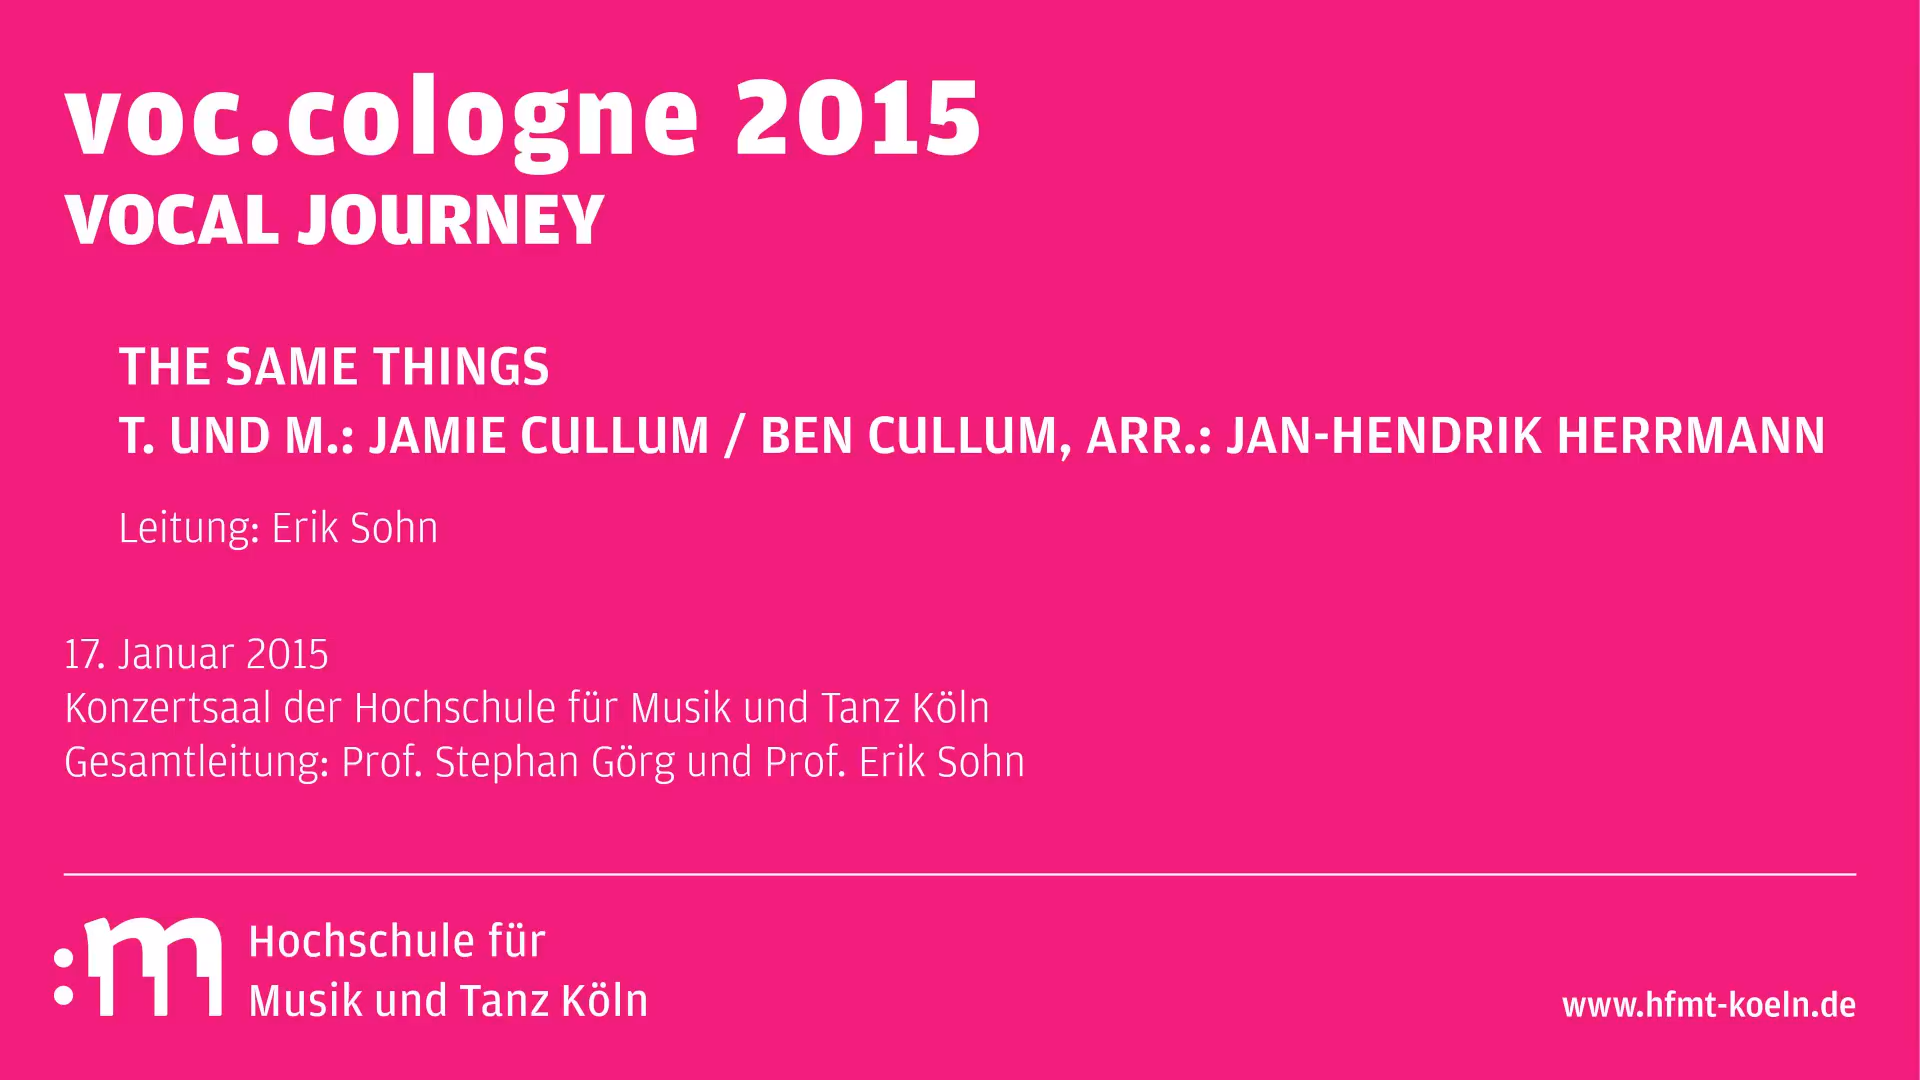 voc.cologne 2015
VOCAL JOURNEY
THE SAME THINGS
T. UND M.: JAMIE CULLUM / BEN CULLUM, ARR.: JAN-HENDRIK HERRMANN
Leitung: Erik Sohn
17. Januar 2015
Konzertsaal der Hochschule für Musik und Tanz Köln
Gesamtleitung: Prof. Stephan Görg und Prof. Erik Sohn
:m
Hochschule für
Musik und Tanz Köln
www.hfmt-koeln.de